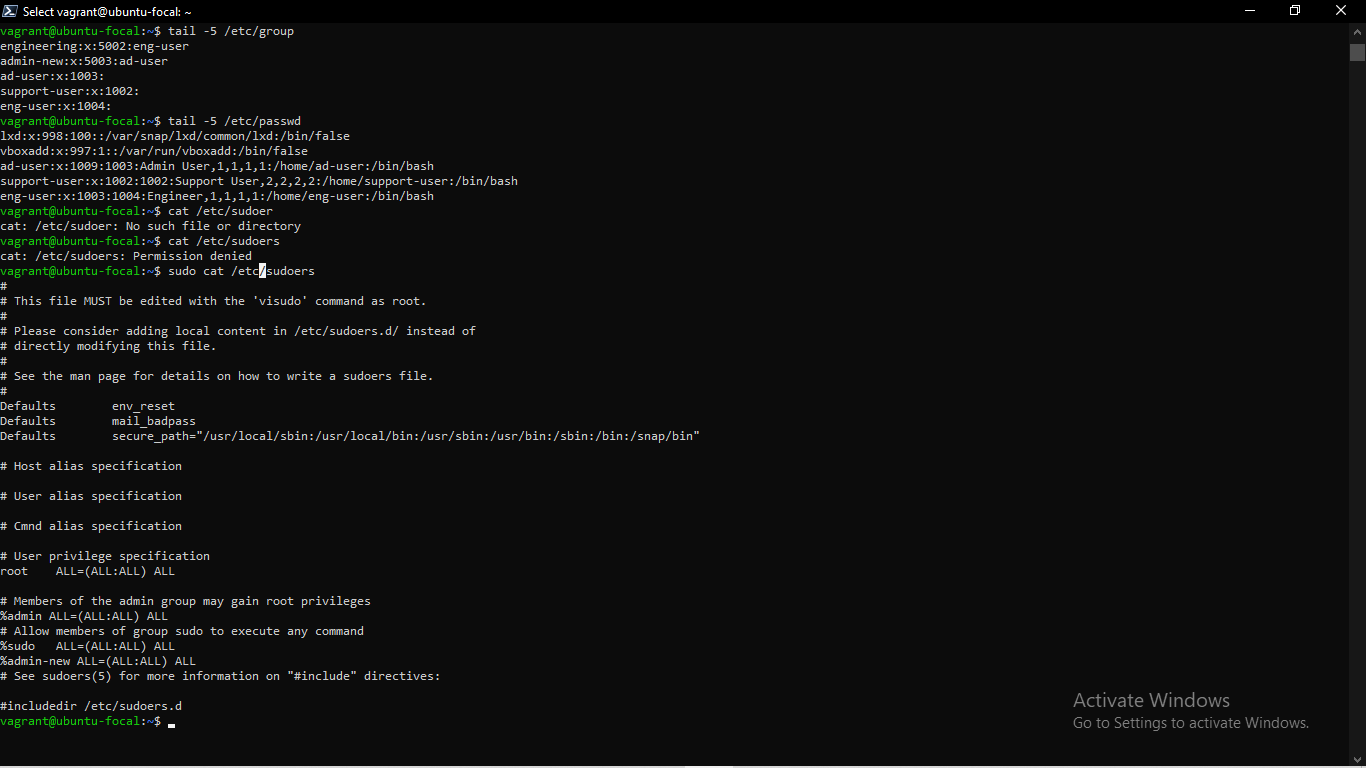 Select vagrant@ubuntu-focal: ~
vagrant@ubuntu-focal:~$ tail -5 /etc/group
engineering:x:5002:eng-user
admin-new:x:5003:ad-user
ad-user:x:1003:
support-user:x:1002:
eng-user:x:1004:
vagrant@ubuntu-focal:~$ tail -5 /etc/passwd
lxd:x:998:100::/var/snap/lxd/common/lxd:/bin/false
vboxadd:x:997:1::/var/run/vboxadd:/bin/false
ad-user:x:1009:1003:Admin User,1,1,1,1:/home/ad-user:/bin/bash
support-user:x:1002:1002:Support User,2,2,2,2:/home/support-user:/bin/bash
eng-user:x:1003:1004:Engineer,1,1,1,1:/home/eng-user:/bin/bash
vagrant@ubuntu-focal:~$ cat /etc/sudoer
cat: /etc/sudoer: No such file or directory
vagrant@ubuntu-focal:~$ cat /etc/sudoers
cat: /etc/sudoers: Permission denied
vagrant@ubuntu-focal:~$ sudo cat /etc/sudoers
#
# This file MUST be edited with the 'visudo' command as root.
#
# Please consider adding local content in /etc/sudoers.d/ instead of
# directly modifying this file.
#
# See the man page for details on how to write a sudoers file.
#
Defaults        env_reset
Defaults        mail_badpass
Defaults        secure_path="/usr/local/sbin:/usr/local/bin:/usr/sbin:/usr/bin:/sbin:/bin:/snap/bin"
# Host alias specification
# User alias specification
# Cmnd alias specification
# User privilege specification
root    ALL=(ALL:ALL) ALL
# Members of the admin group may gain root privileges
%admin ALL=(ALL:ALL) ALL
# Allow members of group sudo to execute any command
%sudo   ALL=(ALL:ALL) ALL
%admin-new ALL=(ALL:ALL) ALL
# See sudoers(5) for more information on "#include" directives:
#includedir /etc/sudoers.d
vagrant@ubuntu-focal:~$
Activate Windows
Go to Settings to activate Windows.